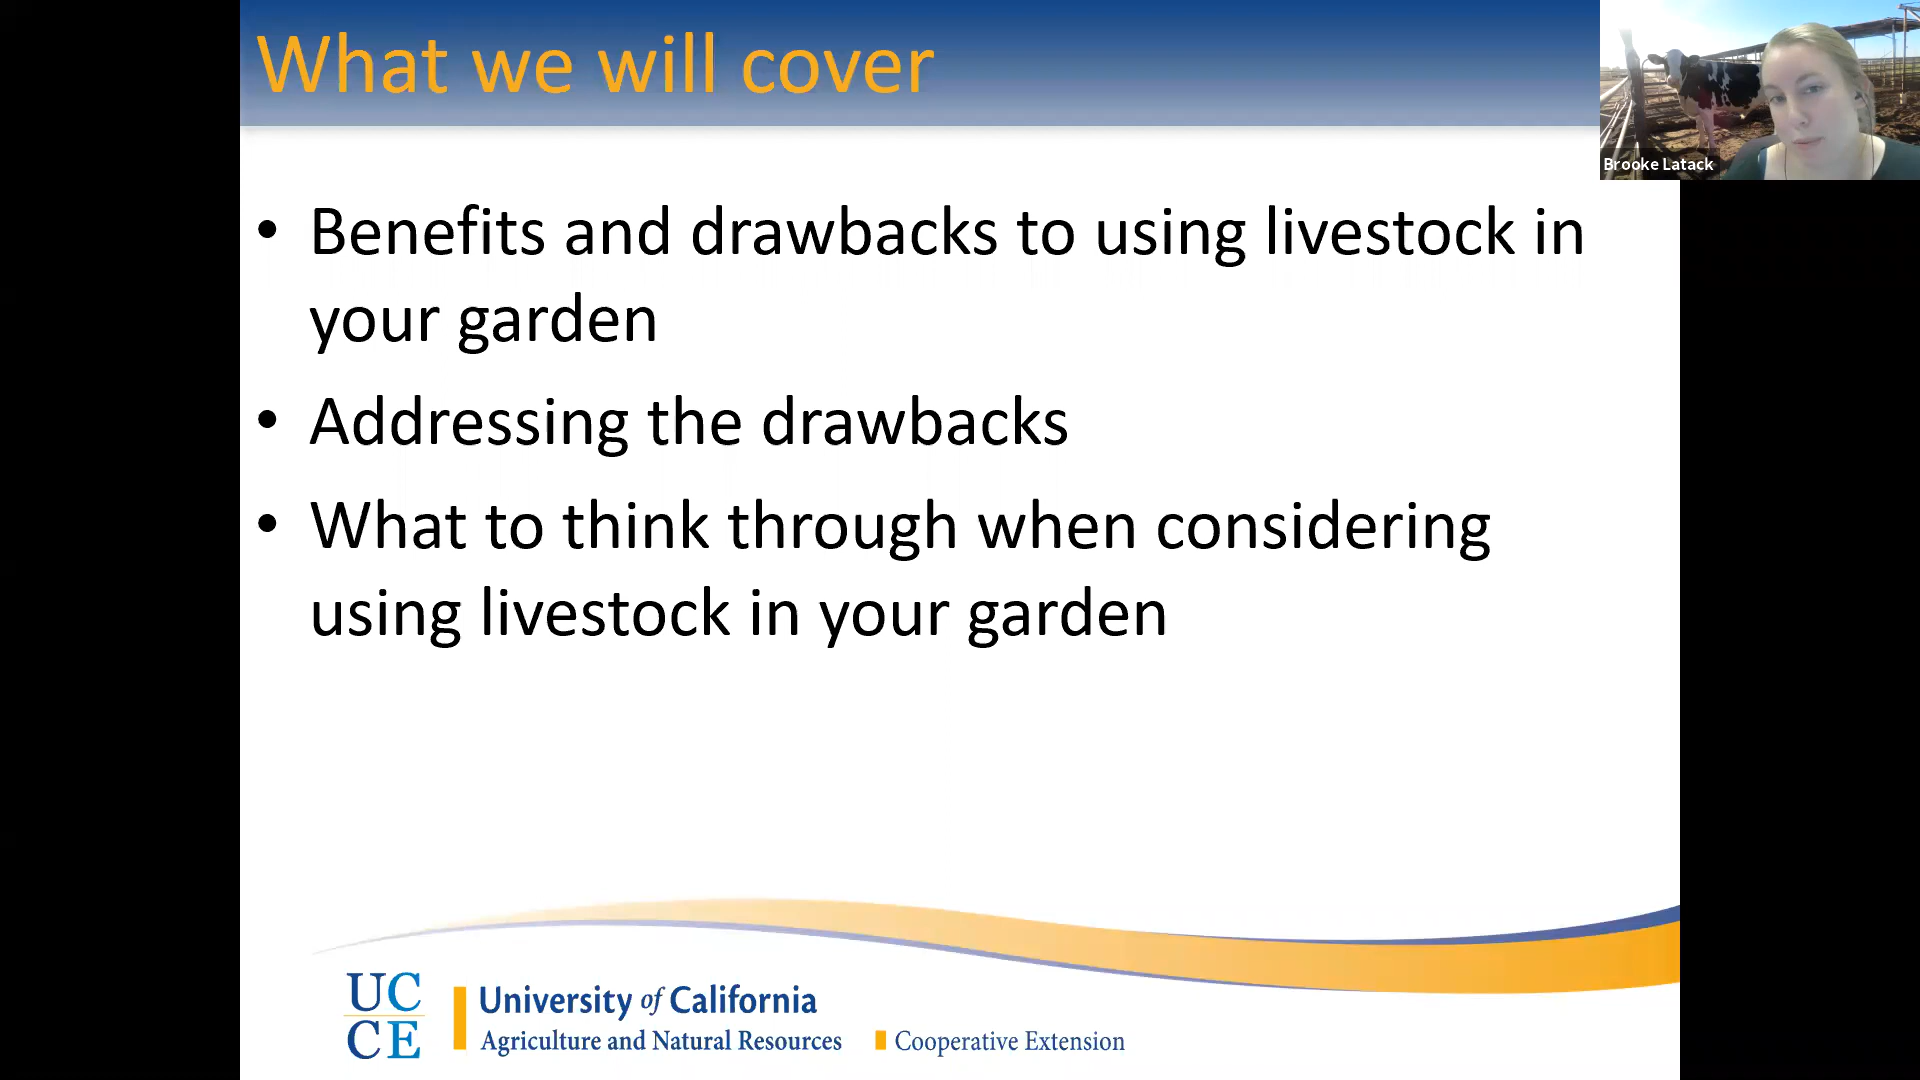 What we will cover
Brooke Latack
• Benefits and drawbacks to using livestock in
your garden
• Addressing the drawbacks
• What to think through when considering
using livestock in your garden
UC
CE
University of California
Agriculture and Natural Resources
Cooperative Extension